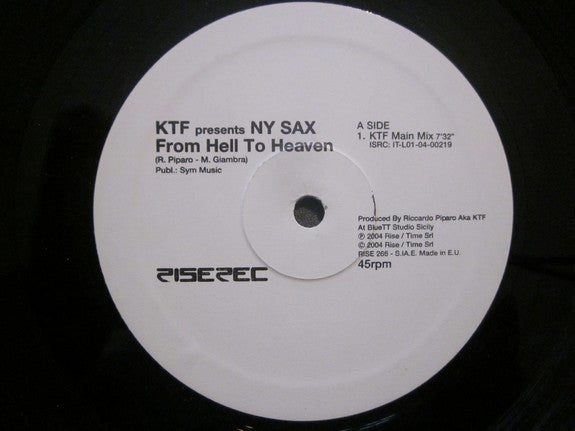 KTF presents NY SAX
From Hell To Heaven
(R. Piparo - M. Giambra)
Publ.: Sym Music
A SIDE
1. KTF Main Mix 7'32"
ISRC: IT-L01-04-00219
Produced By Riccardo Piparo Aka KTF
At BlueTT Studio Sicily
℗ 2004 Rise / Time Srl
© 2004 Rise / Time Srl
RISE 266 - S.I.A.E. Made in E.U.
45rpm
RISEREC